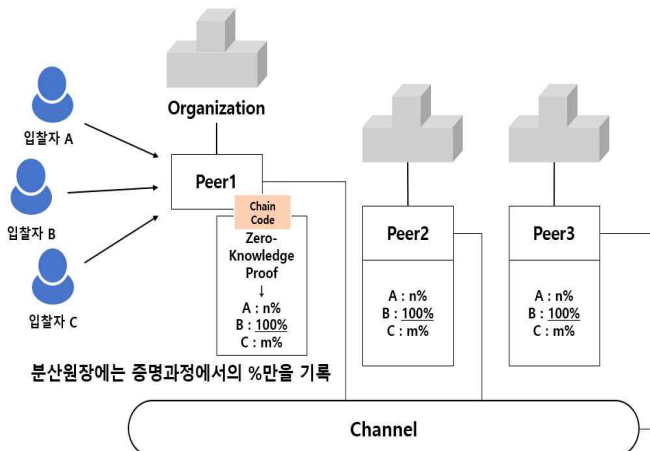 Organization
입찰자 A
입찰자 B
입찰자 C
Peer1
Chain
Code
Zero-
Knowledge
Proof
↓
A : n%
B : 100%
C : m%
Peer2
A : n%
B : 100%
C : m%
Peer3
A : n%
B : 100%
C : m%
분산원장에는 증명과정에서의 %만을 기록
Channel